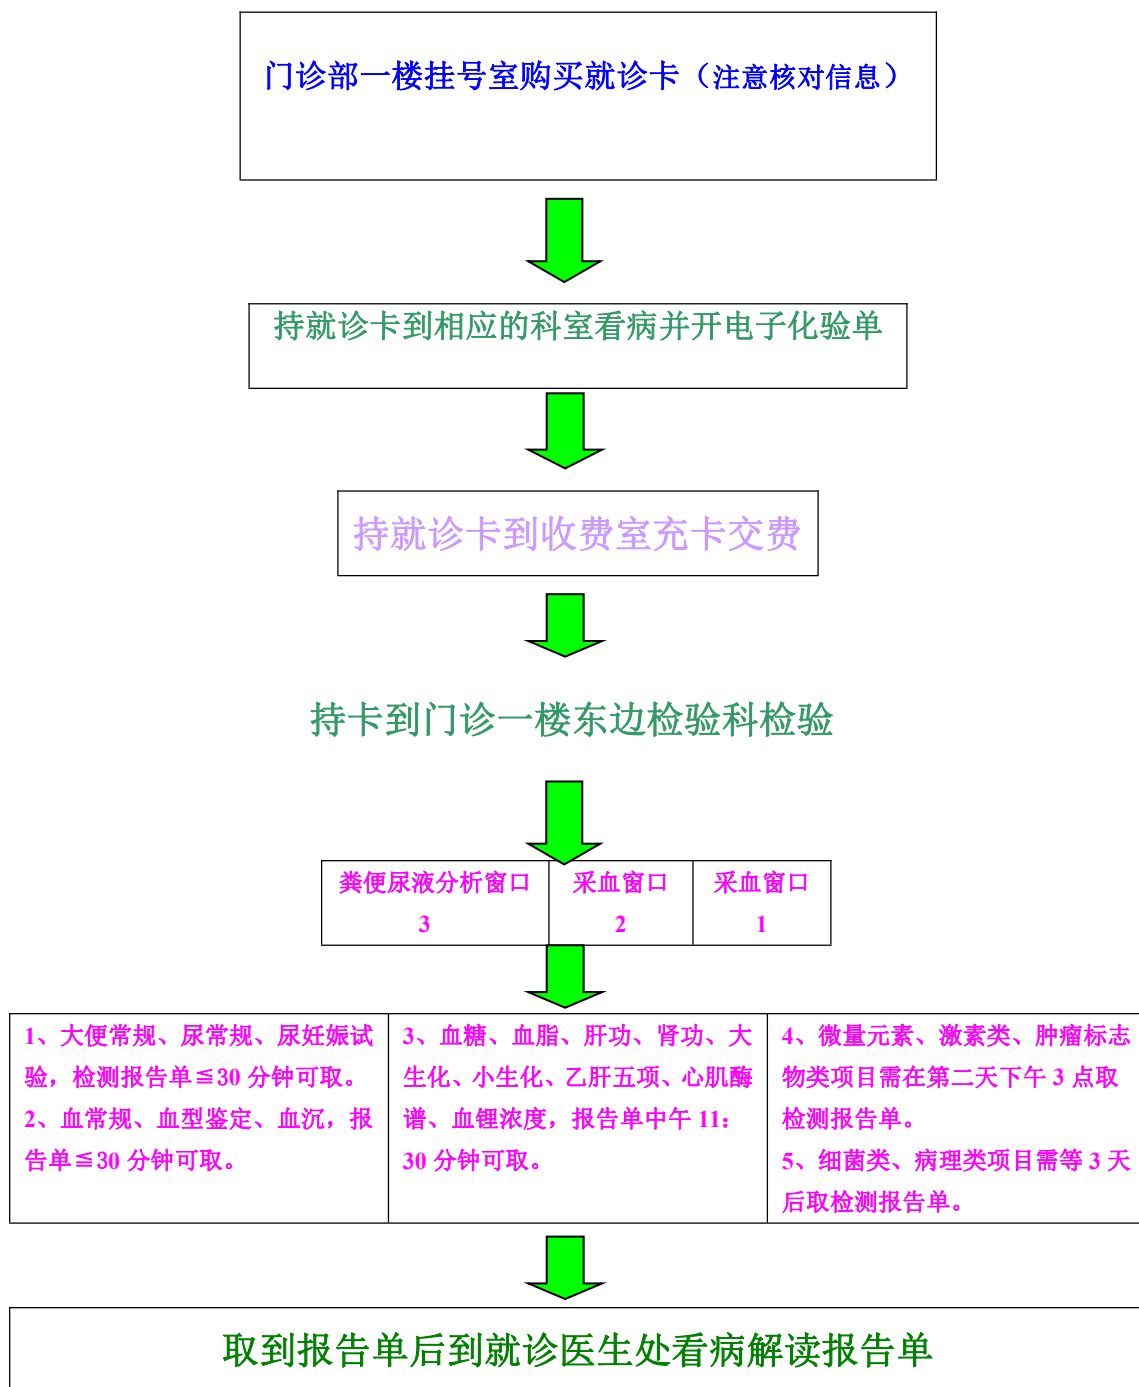 门诊部一楼挂号室购买就诊卡（注意核对信息）
持就诊卡到相应的科室看病并开电子化验单
持就诊卡到收费室充卡交费
持卡到门诊一楼东边检验科检验
粪便尿液分析窗口
3
采血窗口
2
采血窗口
1
1、大便常规、尿常规、尿妊娠试
验，检测报告单≦30 分钟可取。
2、血常规、血型鉴定、血沉，报
告单≦30 分钟可取。
3、血糖、血脂、肝功、肾功、大
生化、小生化、乙肝五项、心肌酶
谱、血锂浓度，报告单中午 11：
30 分钟可取。
4、微量元素、激素类、肿瘤标志
物类项目需在第二天下午 3 点取
检测报告单。
5、细菌类、病理类项目需等 3 天
后取检测报告单。
取到报告单后到就诊医生处看病解读报告单